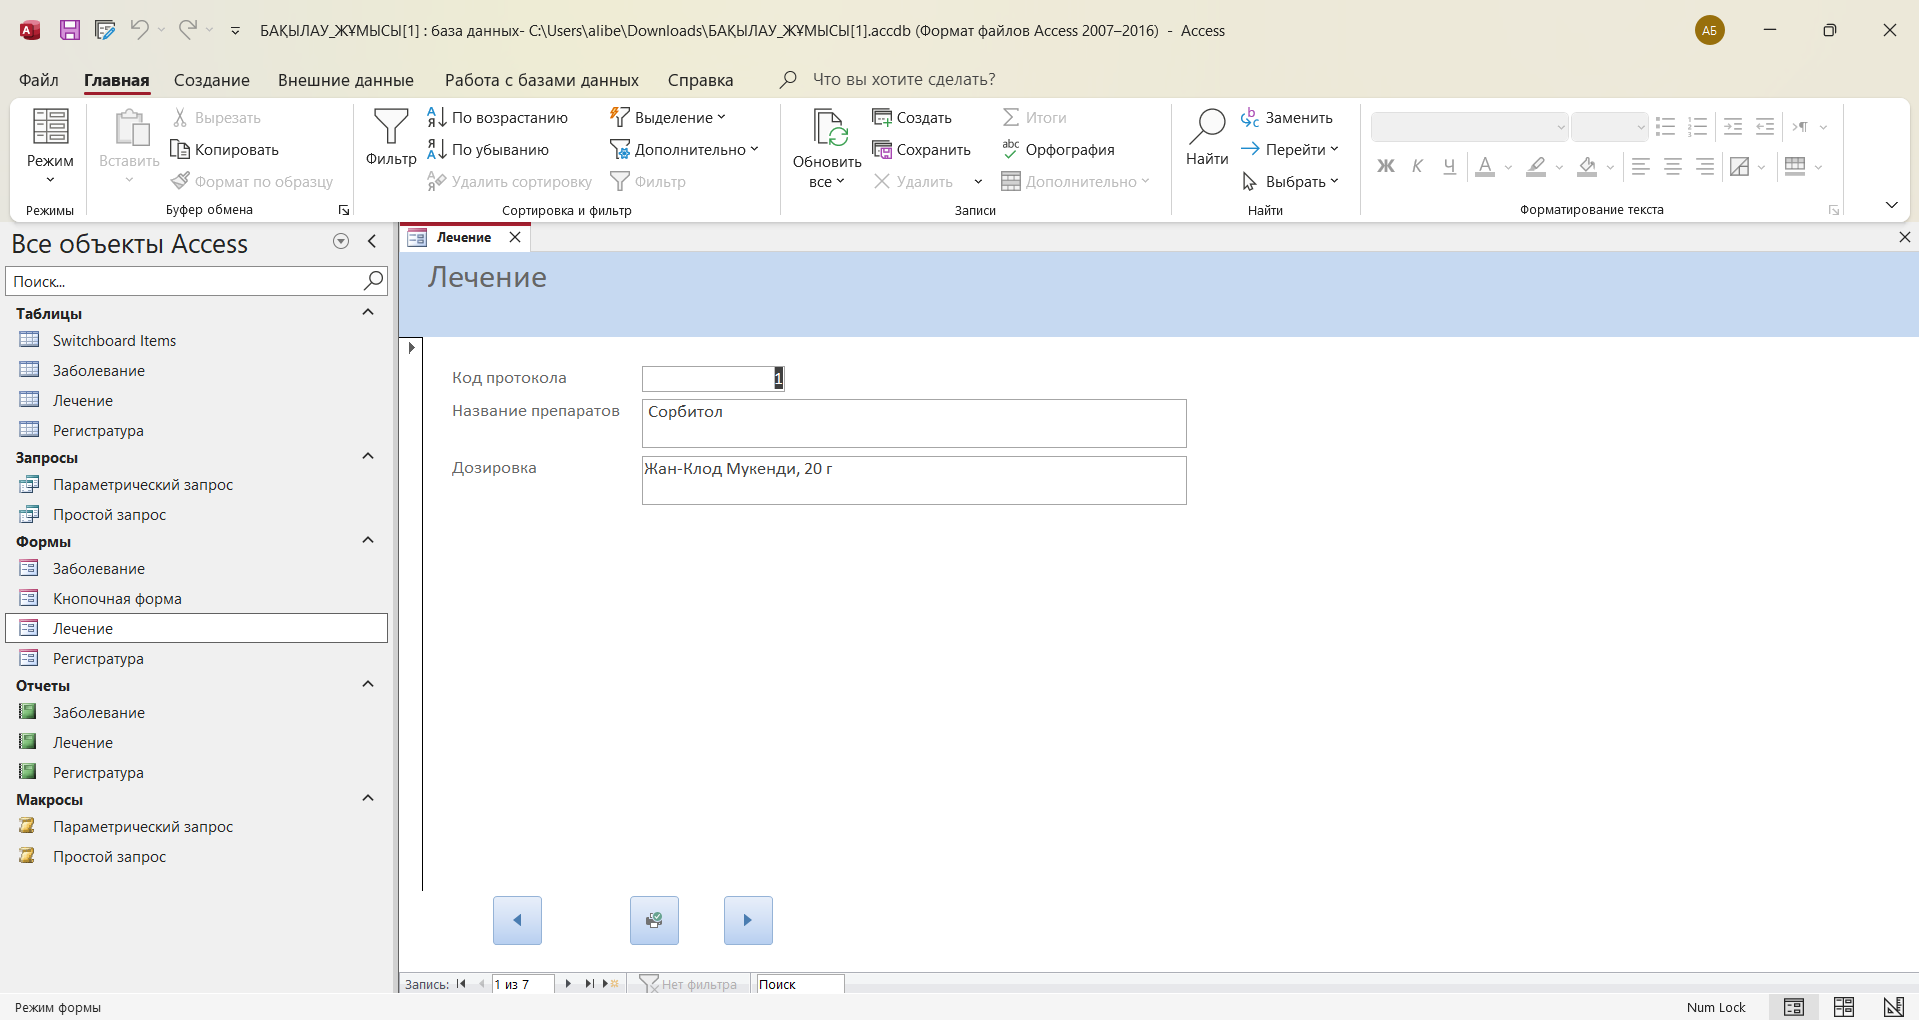 БАҚЫЛАУ_ЖҰМЫСЫ[1] : база данных- C:\Users\alibe\Downloads\БАҚЫЛАУ_ЖҰМЫСЫ[1].accdb (Формат файлов Access 2007–2016) - Access
АБ
Файл Главная Создание Внешние данные Работа с базами данных Справка Что вы хотите сделать?
Режим
Режимы
Вставить
Вырезать
Копировать
Формат по образцу
Буфер обмена
Фильтр
По возрастанию
По убыванию
Удалить сортировку
Выделение
Дополнительно
Фильтр
Сортировка и фильтр
Обновить
все
Создать
Сохранить
Удалить
Итоги
Орфография
Дополнительно
Записи
Найти
Заменить
Перейти
Выбрать
Найти
Ж К Ч
Форматирование текста
Все объекты Access
Поиск...
Таблицы
Switchboard Items
Заболевание
Лечение
Регистратура
Запросы
Параметрический запрос
Простой запрос
Формы
Заболевание
Кнопочная форма
Лечение
Регистратура
Отчеты
Заболевание
Лечение
Регистратура
Макросы
Параметрический запрос
Простой запрос
Лечение
Лечение
Код протокола 1
Название препаратов Сорбитол
Дозировка Жан-Клод Мукенди, 20 г
Запись: 1 из 7 Нет фильтра Поиск
Режим формы
Num Lock